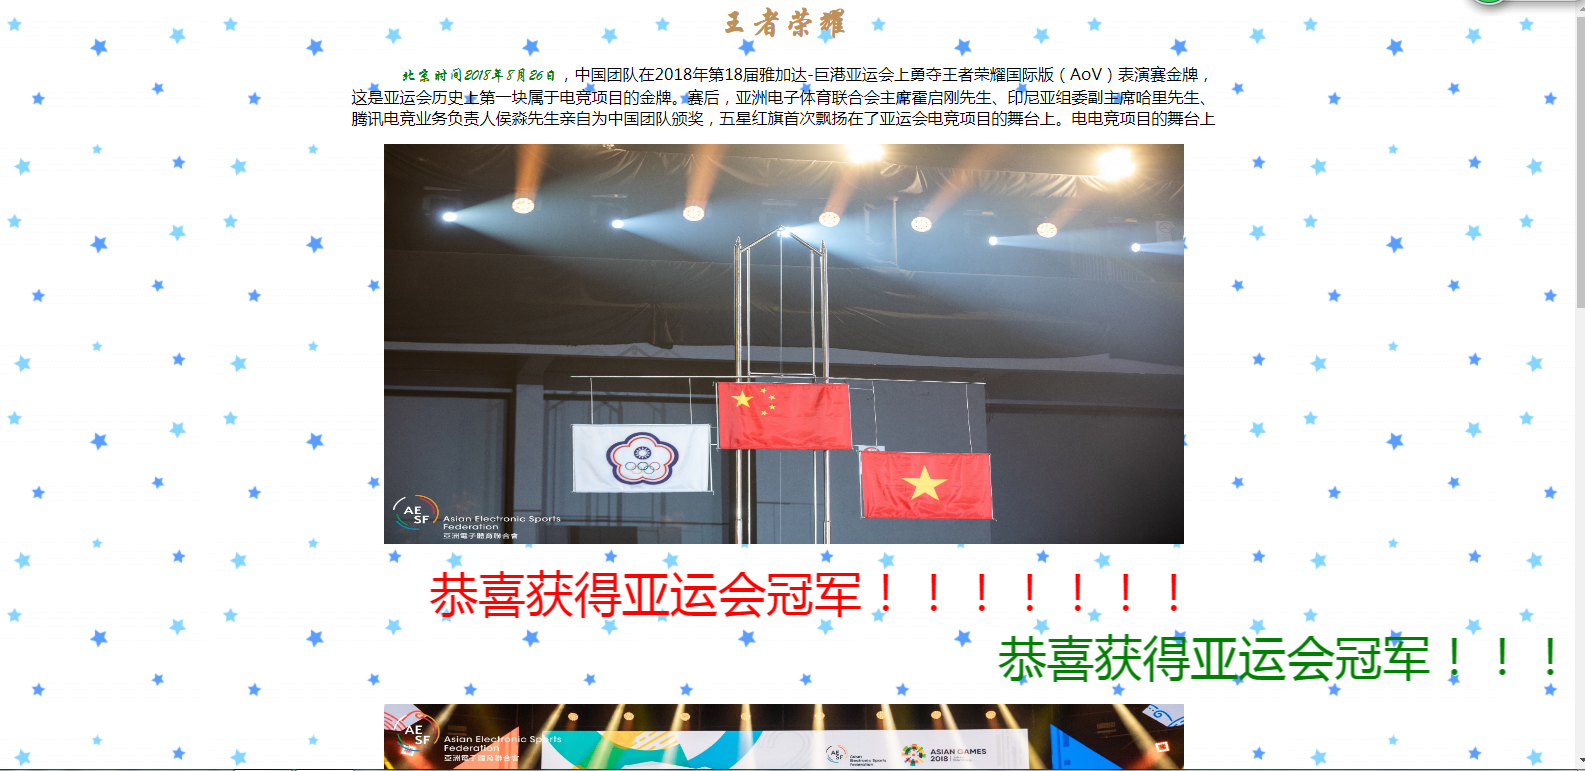 王者荣耀
北京时间2018年8月26日，中国团队在2018年第18届雅加达-巨港亚运会上勇夺王者荣耀国际版（AoV）表演赛金牌，
这是亚运会历史上第一块属于电竞项目的金牌。赛后，亚洲电子体育联合会主席霍启刚先生、印尼亚组委副主席哈里先生、
腾讯电竞业务负责人侯淼先生亲自为中国团队颁奖，五星红旗首次飘扬在了亚运会电竞项目的舞台上。电电竞项目的舞台上
AE
SF
Asian Electronic Sports
Federation
亞洲電子體育聯合會
恭喜获得亚运会冠军！！！！！！！
恭喜获得亚运会冠军！！！
AE
SF
Asian Electronic Sports
Federation
亞洲電子體育聯合會
AE
SF
Asian
Electronic Sports
Federation
ASIAN GAMES
2018